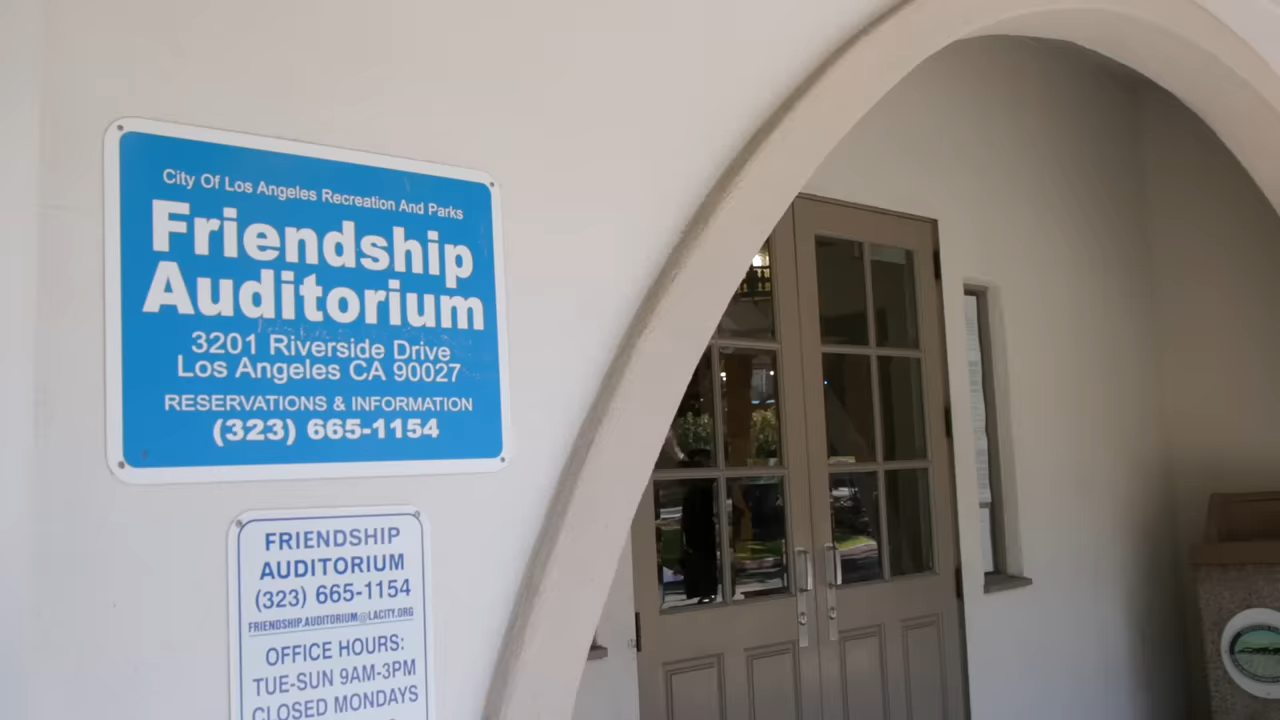 City Of Los Angeles Recreation And Parks
Friendship
Auditorium
3201 Riverside Drive
Los Angeles CA 90027
RESERVATIONS & INFORMATION
(323) 665-1154
FRIENDSHIP
AUDITORIUM
(323) 665-1154
FRIENDSHIP.AUDITORIUM@LACITY.ORG
OFFICE HOURS:
TUE-SUN 9AM-3PM
CLOSED MONDAYS